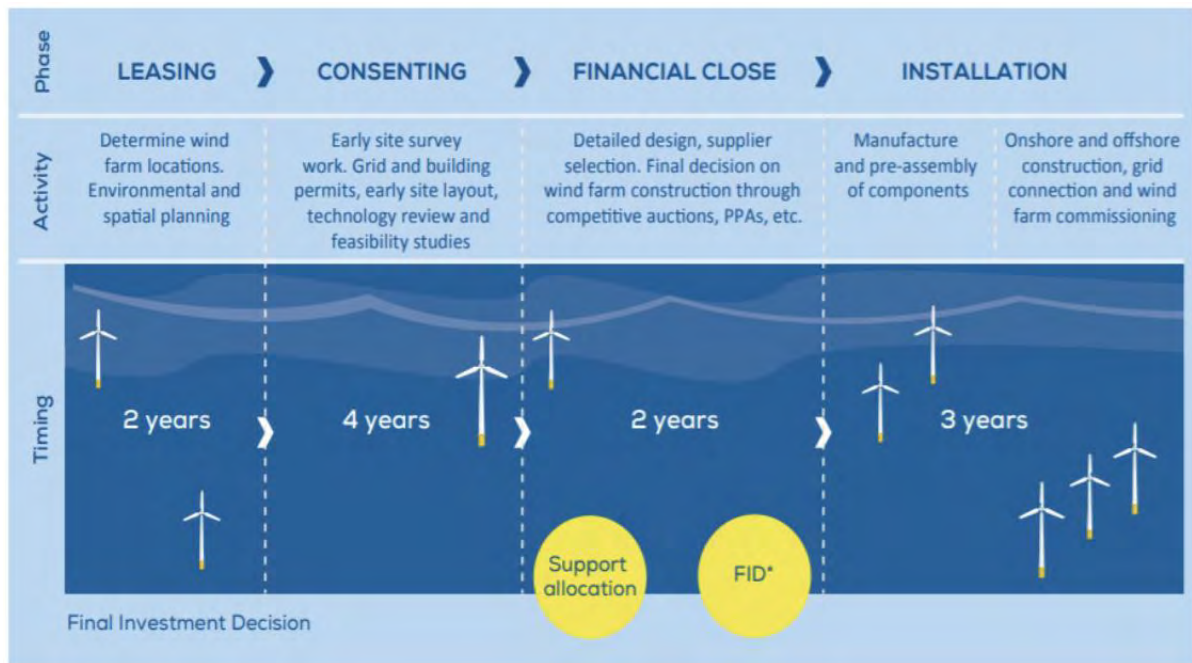 Phase
LEASING
CONSENTING
FINANCIAL CLOSE
INSTALLATION
Activity
Determine wind
farm locations.
Environmental and
spatial planning
Early site survey
work. Grid and building
permits, early site layout,
technology review and
feasibility studies
Detailed design, supplier
selection. Final decision on
wind farm construction through
competitive auctions, PPAs, etc.
Manufacture
and pre-assembly
of components
Onshore and offshore
construction, grid
connection and wind
farm commissioning
Timing
2 years
4 years
2 years
3 years
Support
allocation
FID*
Final Investment Decision